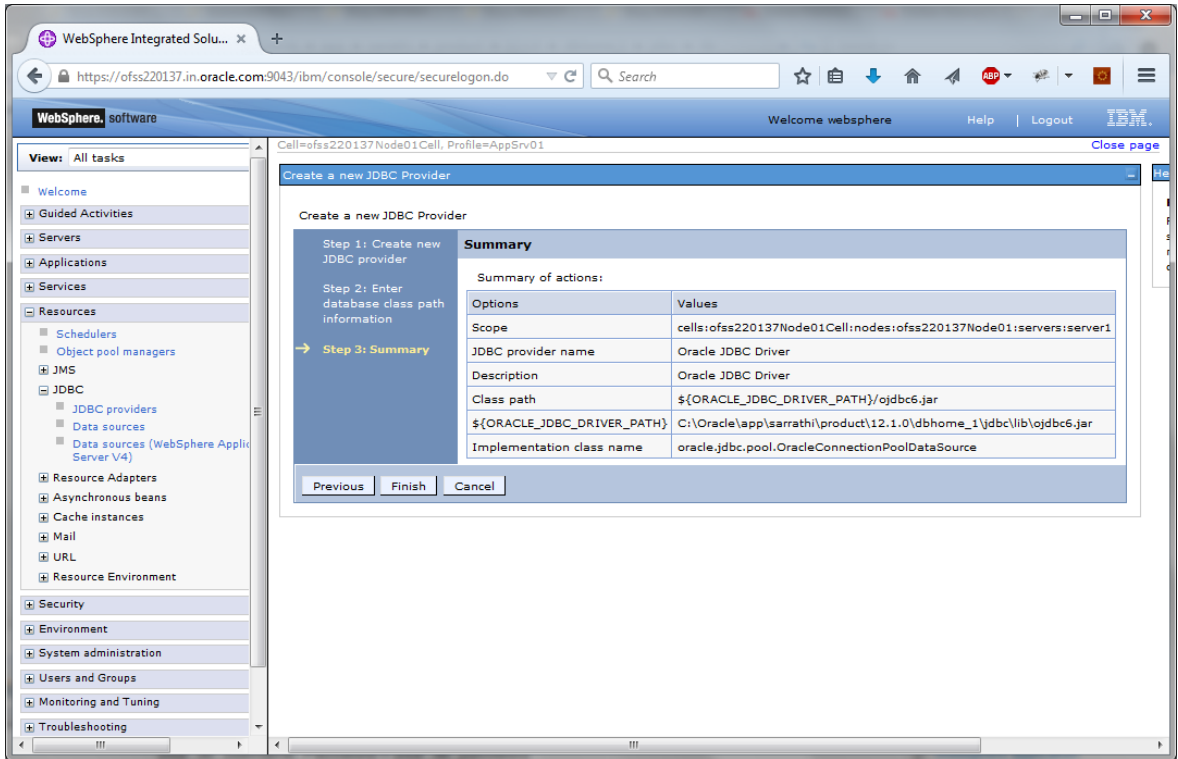 WebSphere Integrated Solu... ×
+
https://ofss220137.in.oracle.com:9043/ibm/console/secure/securelogon.do
Search
ABP
WebSphere. software
Welcome websphere
Help | Logout
IBM.
View: All tasks
Welcome
Guided Activities
Servers
Applications
Services
Resources
Schedulers
Object pool managers
JMS
JDBC
JDBC providers
Data sources
Data sources (WebSphere Applic
Server V4)
Resource Adapters
Asynchronous beans
Cache instances
Mail
URL
Resource Environment
Security
Environment
System administration
Users and Groups
Monitoring and Tuning
Troubleshooting
Cell=ofss220137Node01Cell, Profile=AppSrv01
Close page
Create a new JDBC Provider
He
Create a new JDBC Provider
Step 1: Create new
JDBC provider
Step 2: Enter
database class path
information
Step 3: Summary
Summary
Summary of actions:
Options Values
Scope cells:ofss220137Node01Cell:nodes:ofss220137Node01:servers:server1
JDBC provider name Oracle JDBC Driver
Description Oracle JDBC Driver
Class path ${ORACLE_JDBC_DRIVER_PATH}/ojdbc6.jar
${ORACLE_JDBC_DRIVER_PATH} C:\Oracle\app\sarrathi\product\12.1.0\dbhome_1\jdbc\lib\ojdbc6.jar
Implementation class name oracle.jdbc.pool.OracleConnectionPoolDataSource
Previous Finish Cancel